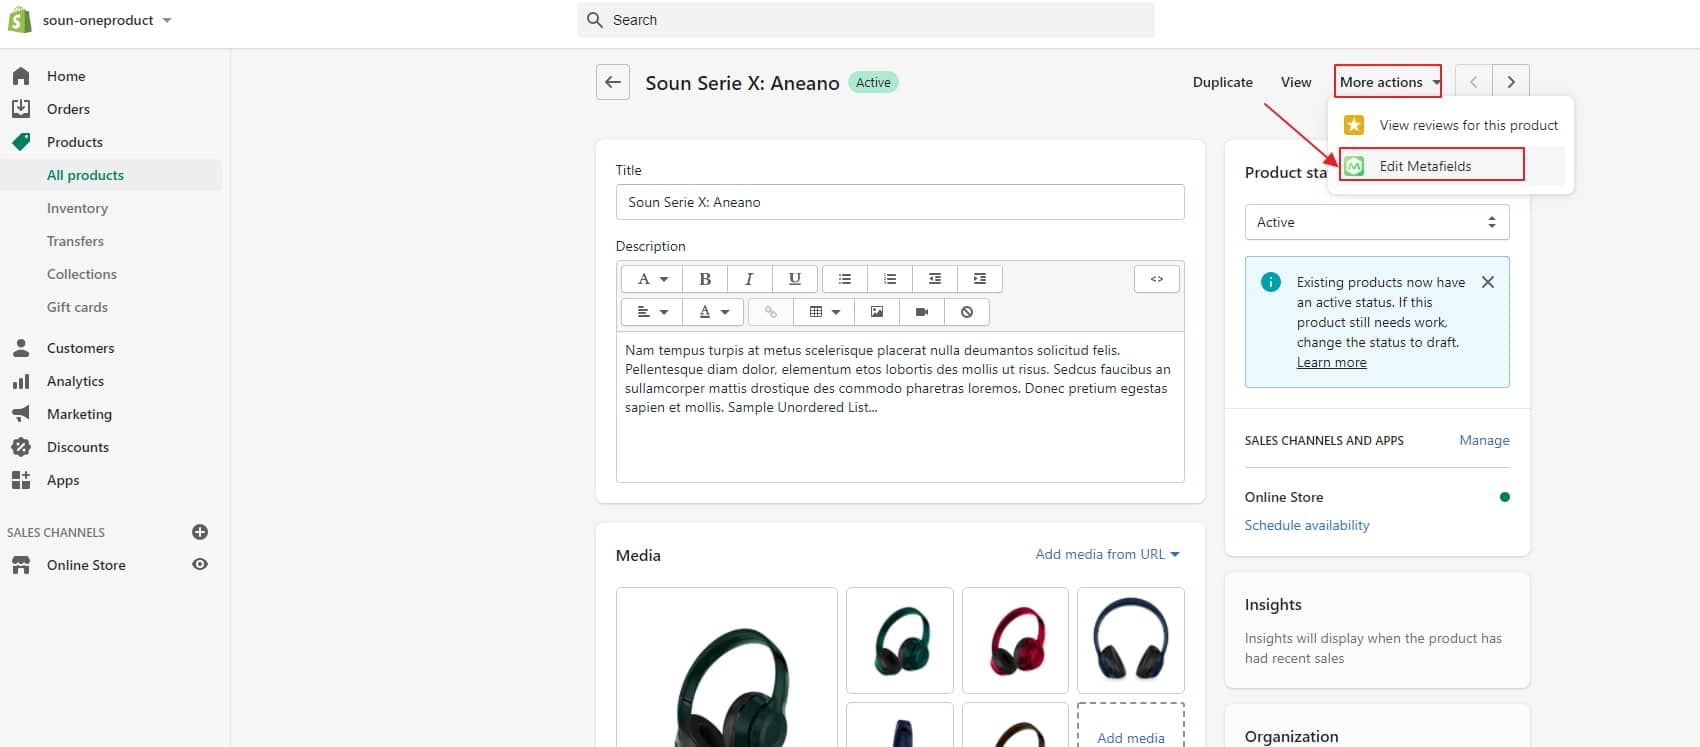 soun-oneproduct
Search
Home
Orders
Products
All products
Inventory
Transfers
Collections
Gift cards
Customers
Analytics
Marketing
Discounts
Apps
SALES CHANNELS
Online Store
Soun Serie X: Aneano Active
Duplicate View More actions
View reviews for this product
Edit Metafields
Title
Soun Serie X: Aneano
Description
A B I U <>
A
Nam tempus turpis at metus scelerisque placerat nulla deumantos solicitud felis.
Pellentesque diam dolor, elementum etos lobortis des mollis ut risus. Sedcus faucibus an
sullamcorper mattis drostique des commodo pharetras loremos. Donec pretium egestas
sapien et mollis. Sample Unordered List...
Media
Add media from URL
Add media
Product sta
Active
Existing products now have
an active status. If this
product still needs work,
change the status to draft.
Learn more
SALES CHANNELS AND APPS Manage
Online Store
Schedule availability
Insights
Insights will display when the product has
had recent sales
Organization